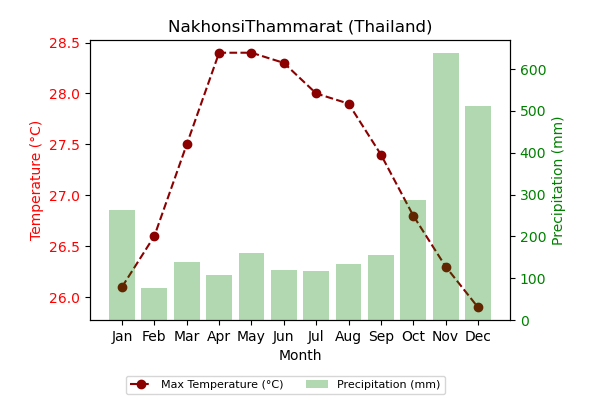 NakhonsiThammarat (Thailand)
28.5
28.0
27.5
27.0
26.5
26.0
Temperature (°C)
600
500
400
300
200
100
0
Precipitation (mm)
Jan Feb Mar Apr May Jun Jul Aug Sep Oct Nov Dec
Month
Max Temperature (°C) Precipitation (mm)